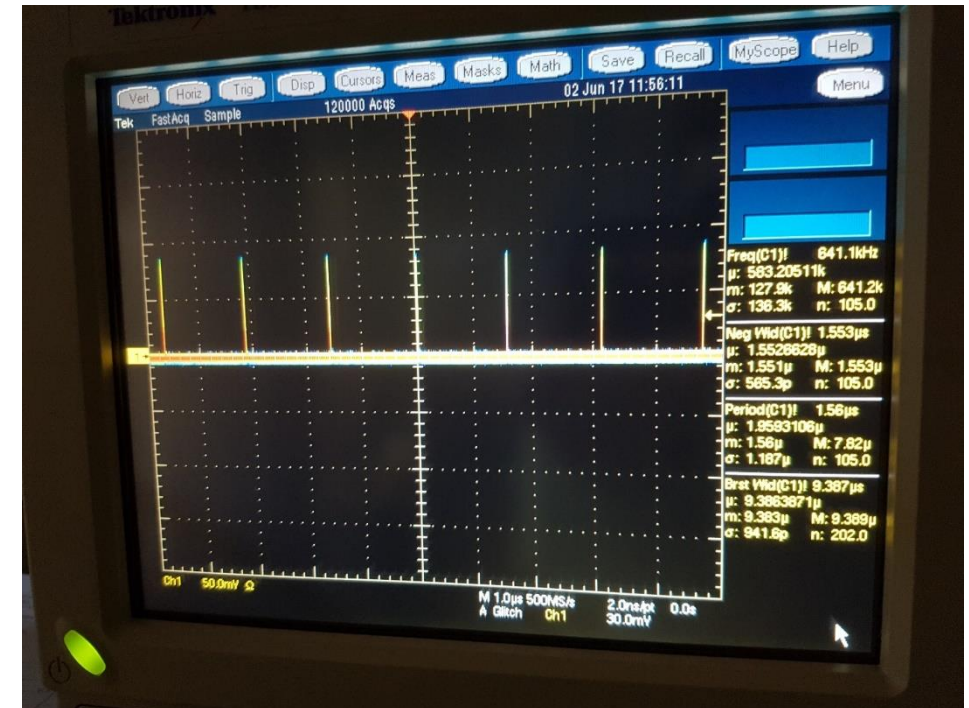 Tektronix
Vert Horiz Trig Disp Cursors Meas Masks Math Save Recall MyScope Help
Tek FastAcq Sample 120000 Acqs 02 Jun 17 11:56:11 Menu
Freq(C1)! 641.1kHz
µ: 583.20511k
m: 127.9k M: 641.2k
σ: 136.3k n: 105.0
Neg Wid(C1)! 1.553µs
µ: 1.5526628µ
m: 1.551µ M: 1.553µ
σ: 565.3p n: 105.0
1
Period(C1)! 1.56µs
µ: 1.9593106µ
m: 1.56µ M: 7.82µ
σ: 1.187µ n: 105.0
Brst Wid(C1)! 9.387µs
µ: 9.3863871µ
m: 9.383µ M: 9.389µ
σ: 941.6p n: 202.0
Ch1 50.0mV Ω
M 1.0µs 500MS/s 2.0ns/pt 0.0s
A Glitch Ch1 30.0mV